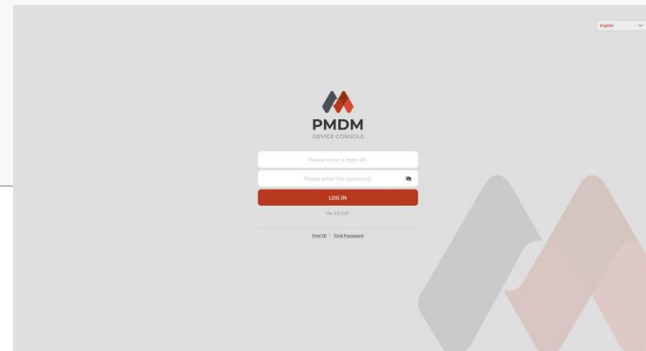 English
PMDM
DEVICE CONSOLE
Please enter a login ID
Please enter the password
LOG IN
Find ID | Find Password